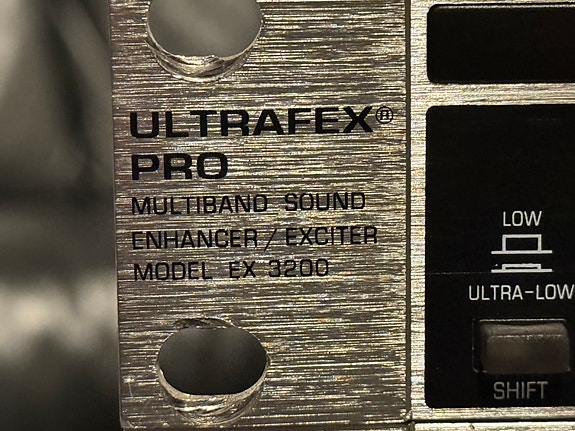 ULTRAFEX®
PRO
MULTIBAND SOUND
ENHANCER/EXCITER
MODEL EX 3200
LOW
ULTRA-LOW
SHIFT